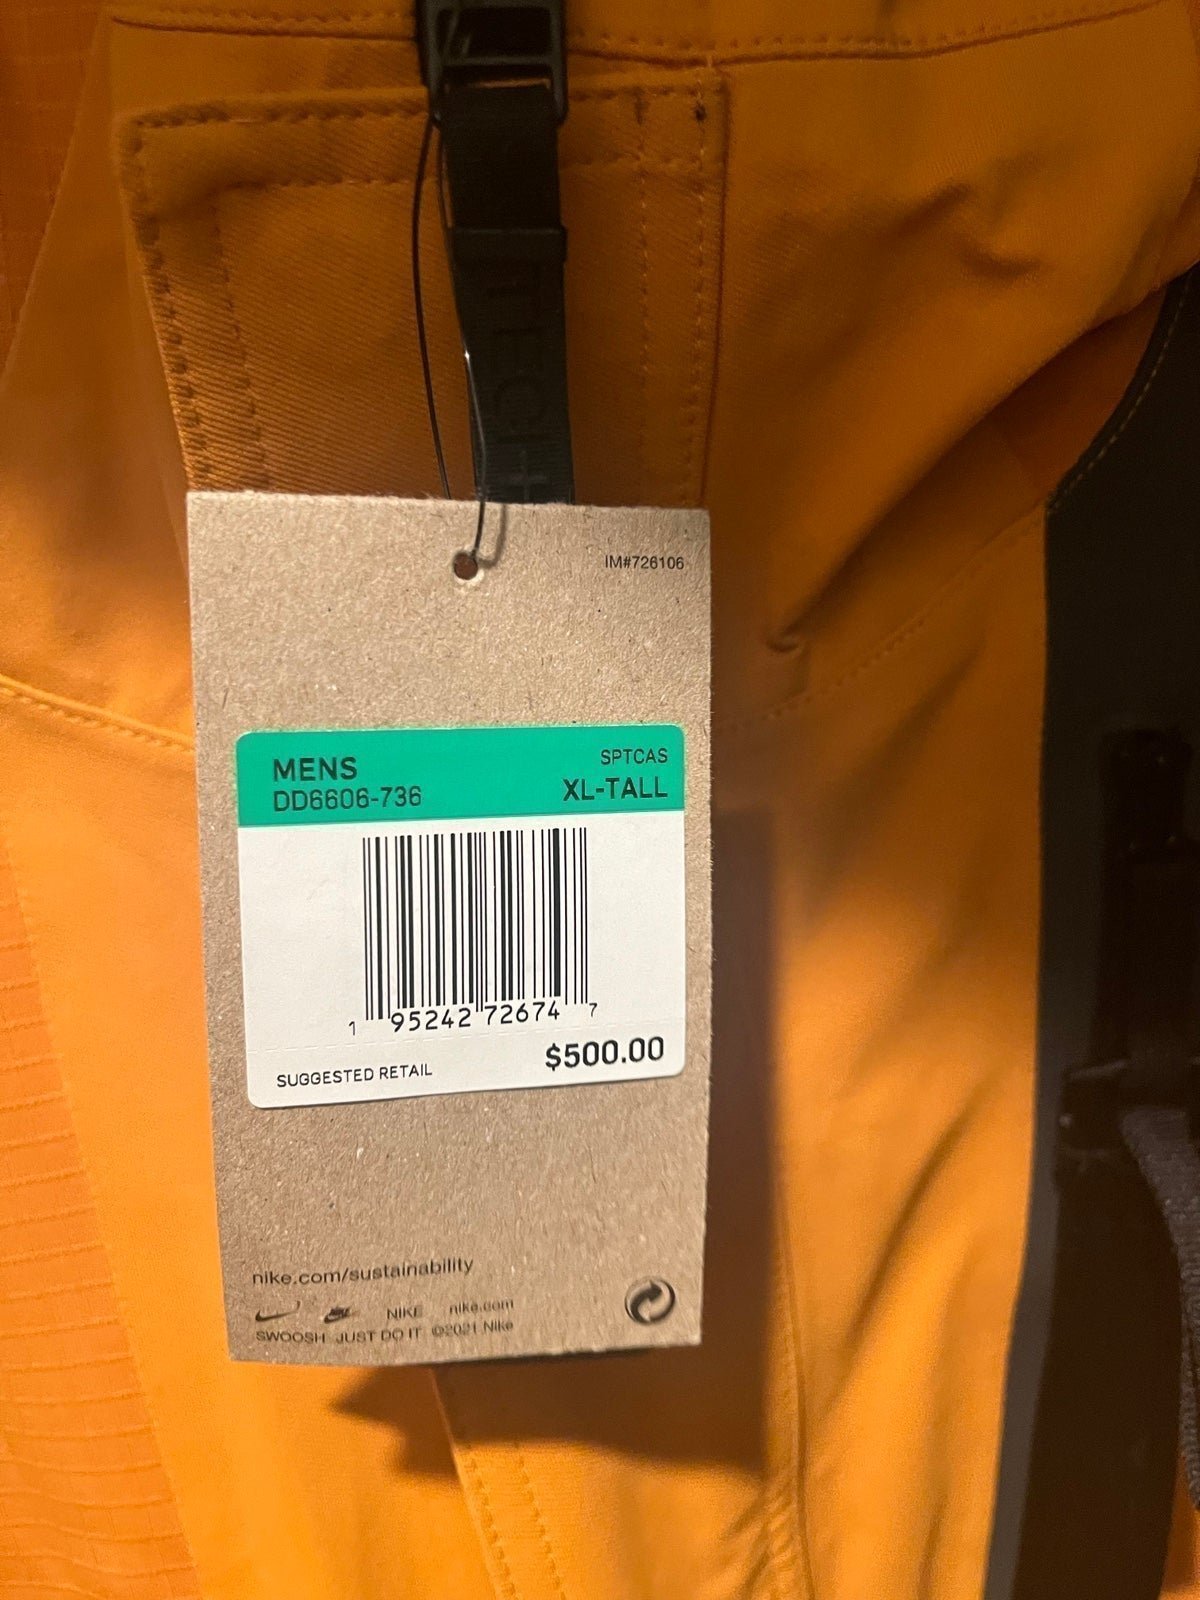 TECH
IM#726106
MENS
SPTCAS
DD6606-736
XL-TALL
1 95242 72674 7
SUGGESTED RETAIL
$500.00
nike.com/sustainability
NIKE nike.com
SWOOSH JUST DO IT ©2021 Nike